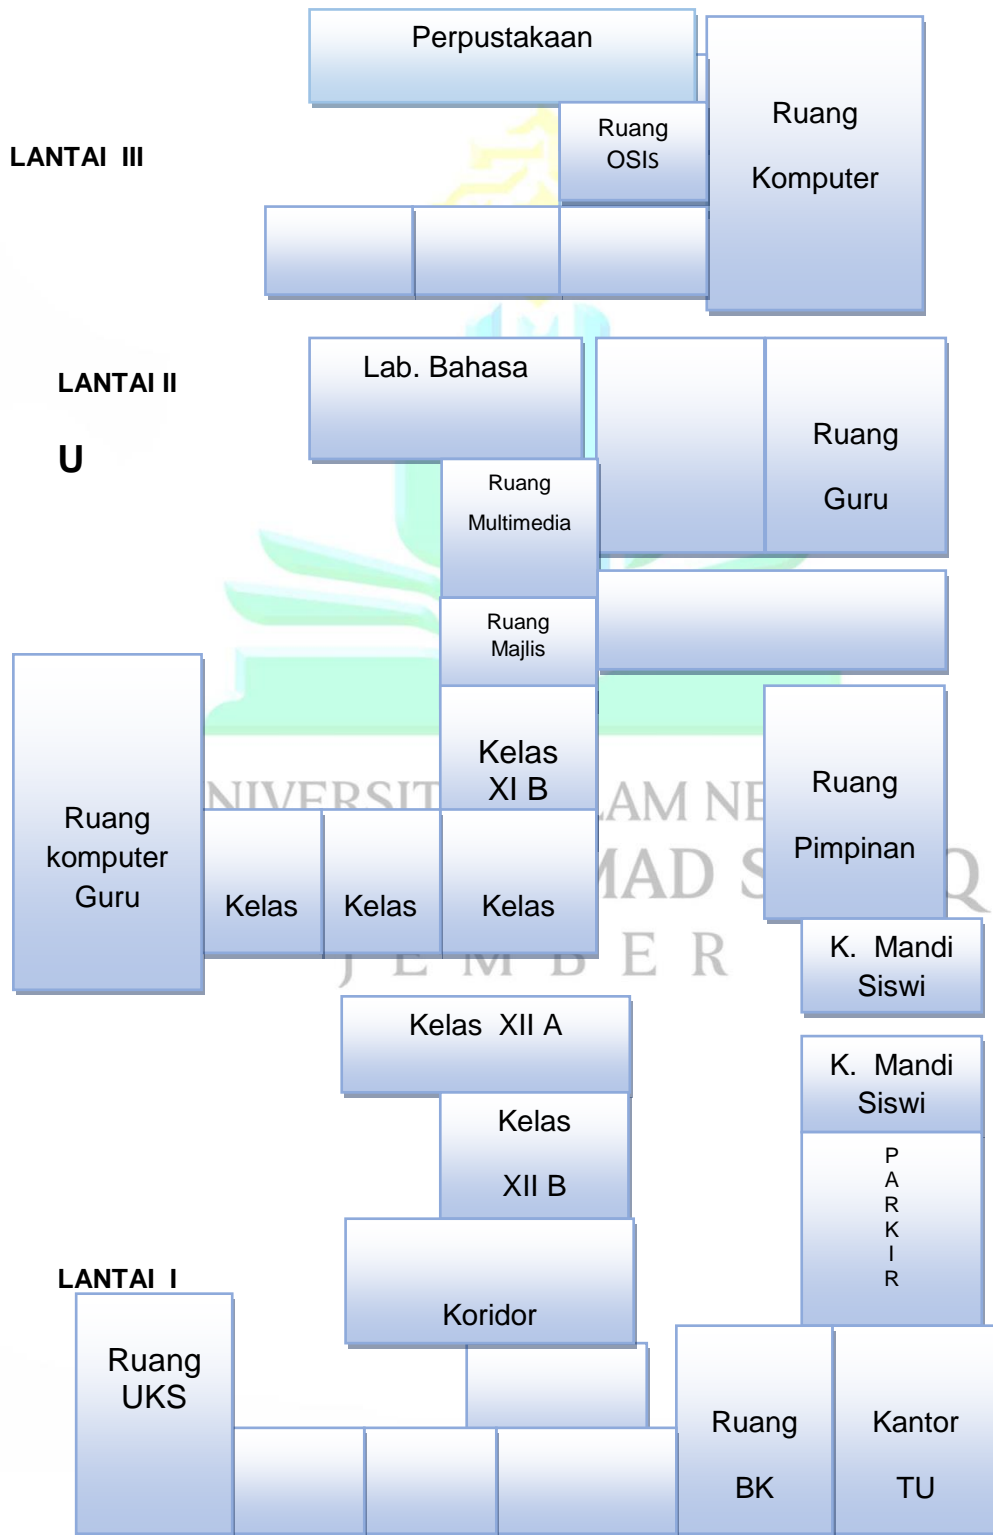 Perpustakaan
Ruang
Komputer
Ruang
OSIS
LANTAI III
Lab. Bahasa
LANTAI II
U
Ruang
Guru
Ruang
Multimedia
Ruang
Majlis
Kelas
XI B
Ruang
Pimpinan
Ruang
komputer
Guru
Kelas
Kelas
Kelas
K. Mandi
Siswi
JEMBER
Kelas XII A
K. Mandi
Siswi
Kelas
XII B
P
A
R
K
I
R
LANTAI I
Koridor
Ruang
UKS
Ruang
BK
Kantor
TU